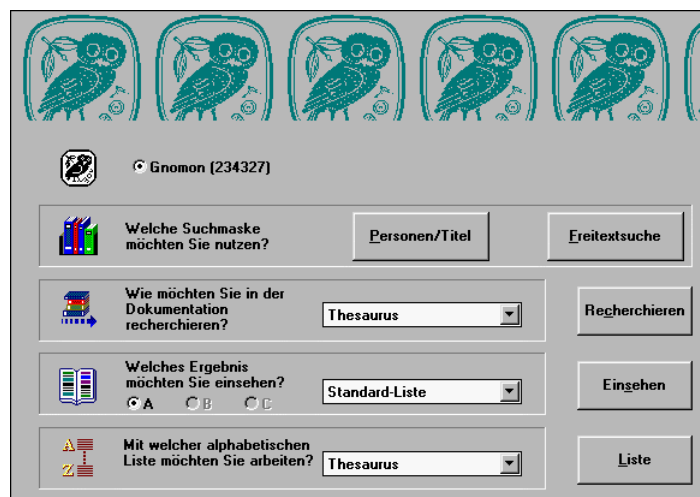 Gnomon (234327)
Welche Suchmaske
möchten Sie nutzen?
Personen/Titel
Freitextsuche
Wie möchten Sie in der
Dokumentation
recherchieren?
Thesaurus
Recherchieren
Welches Ergebnis
möchten Sie einsehen?
A B C
Standard-Liste
Einsehen
A
Z
Mit welcher alphabetischen
Liste möchten Sie arbeiten?
Thesaurus
Liste